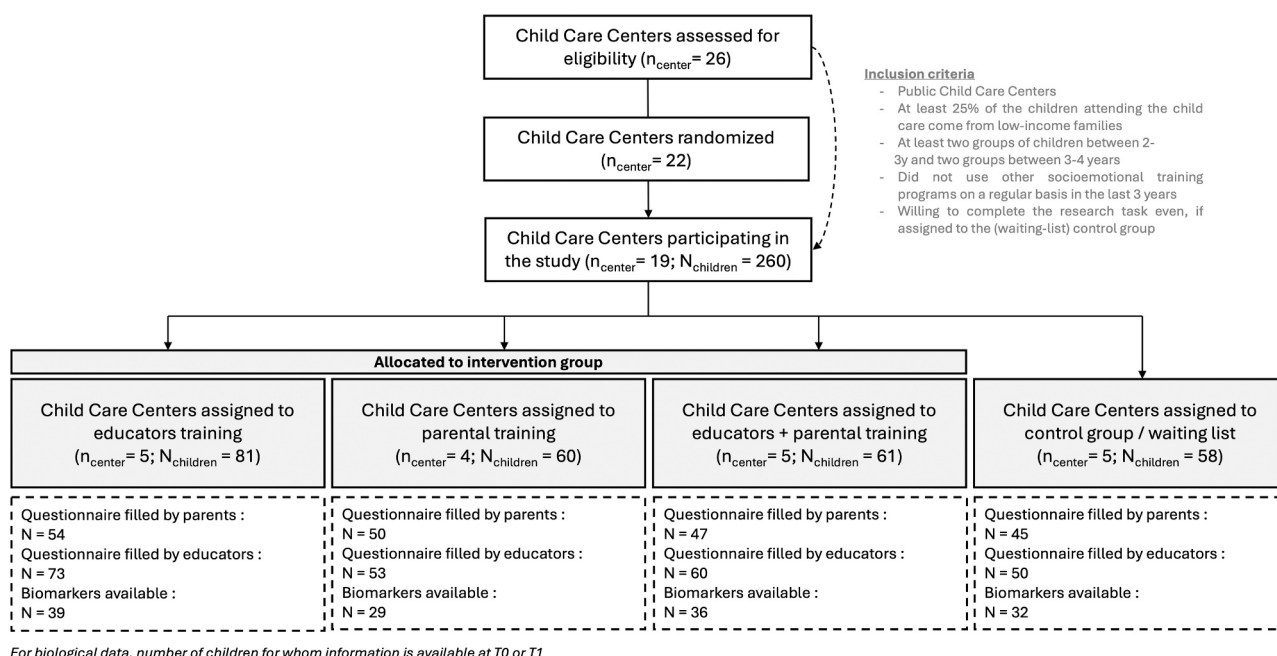 Child Care Centers assessed for
eligibility (ncenter= 26)
Inclusion criteria
- Public Child Care Centers
- At least 25% of the children attending the child
care come from low-income families
- At least two groups of children between 2-
3y and two groups between 3-4 years
- Did not use other socioemotional training
programs on a regular basis in the last 3 years
- Willing to complete the research task even, if
assigned to the (waiting-list) control group
Child Care Centers randomized
(ncenter= 22)
Child Care Centers participating in
the study (ncenter= 19; Nchildren = 260)
Allocated to intervention group
Child Care Centers assigned to
educators training
(ncenter= 5; Nchildren = 81)
Child Care Centers assigned to
parental training
(ncenter= 4; Nchildren = 60)
Child Care Centers assigned to
educators + parental training
(ncenter= 5; Nchildren = 61)
Child Care Centers assigned to
control group / waiting list
(ncenter= 5; Nchildren = 58)
Questionnaire filled by parents :
N = 54
Questionnaire filled by educators :
N = 73
Biomarkers available :
N = 39
Questionnaire filled by parents :
N = 50
Questionnaire filled by educators :
N = 53
Biomarkers available :
N = 29
Questionnaire filled by parents :
N = 47
Questionnaire filled by educators :
N = 60
Biomarkers available :
N = 36
Questionnaire filled by parents :
N = 45
Questionnaire filled by educators :
N = 50
Biomarkers available :
N = 32
For biological data, number of children for whom information is available at T0 or T1